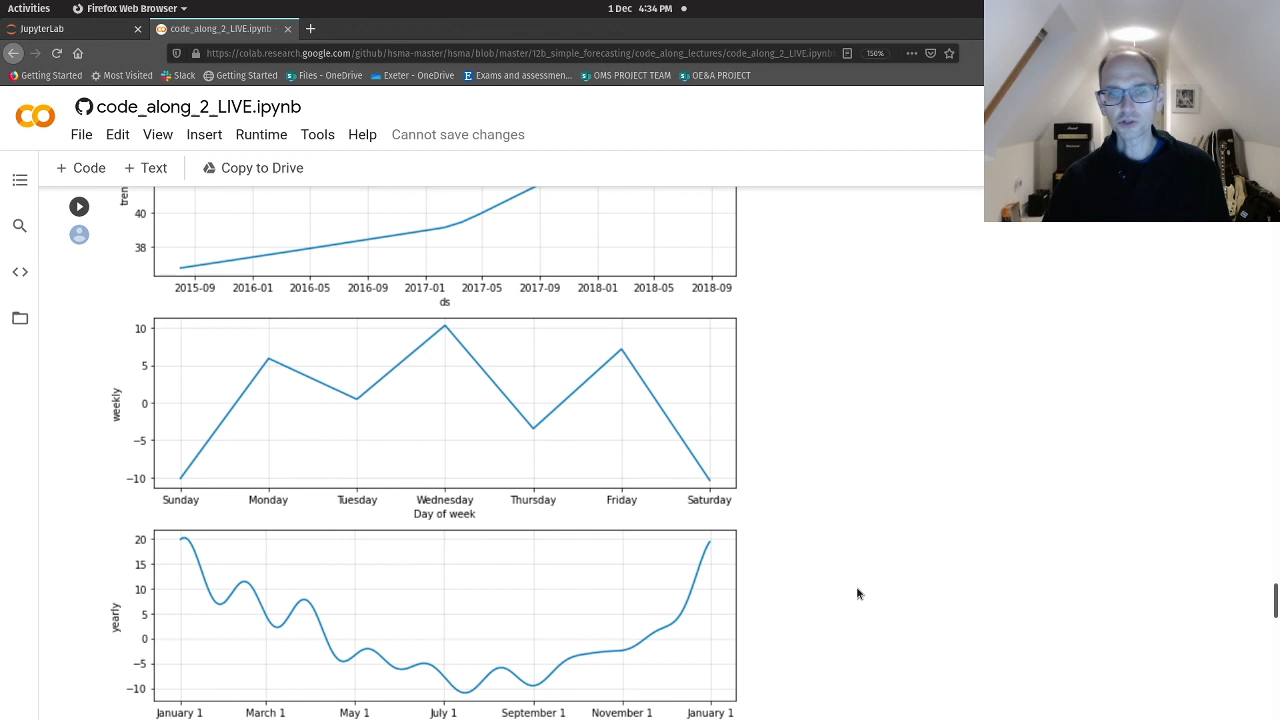 Activities Firefox Web Browser 1 Dec 4:34 PM
JupyterLab code_along_2_LIVE.ipynb
https://colab.research.google.com/github/hsma-master/hsma/blob/master/12b_simple_forecasting/code_along_lectures/code_along_2_LIVE.ipynb 150%
Getting Started Most Visited Slack Getting Started Files - OneDrive Exeter - OneDrive Exams and assessmen... OMS PROJECT TEAM OE&A PROJECT
code_along_2_LIVE.ipynb
File Edit View Insert Runtime Tools Help Cannot save changes
+ Code + Text Copy to Drive
tren
40
38
2015-09 2016-01 2016-05 2016-09 2017-01 2017-05 2017-09 2018-01 2018-05 2018-09
ds
10
5
0
−5
−10
weekly
Sunday Monday Tuesday Wednesday Thursday Friday Saturday
Day of week
20
15
10
5
0
−5
−10
yearly
January 1 March 1 May 1 July 1 September 1 November 1 January 1